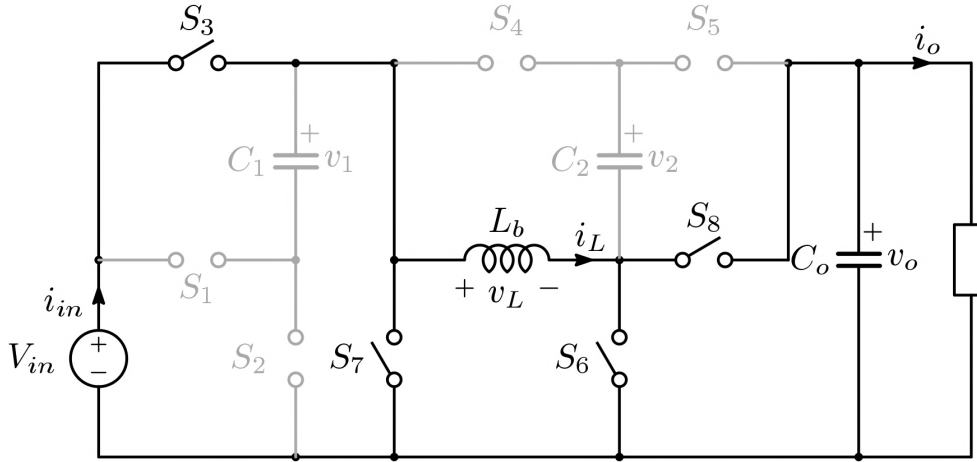 S3 S4 S5 io
+ +
C1 v1 C2 v2
Lb iL S8
+
Co vo
S1 + vL −
iin
Vin + −
S2 S7 S6